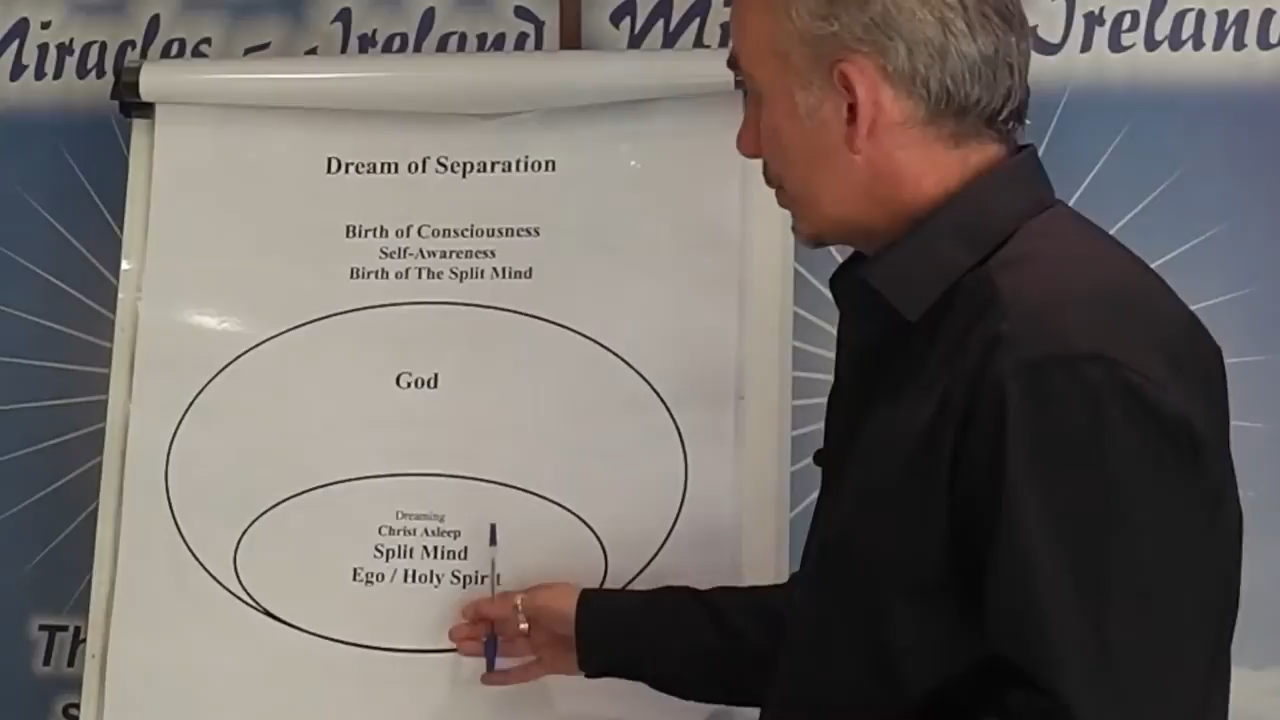 Miracles - Ireland Ireland
Dream of Separation
Birth of Consciousness
Self-Awareness
Birth of The Split Mind
God
Dreaming
Christ Asleep
Split Mind
Ego / Holy Spirit